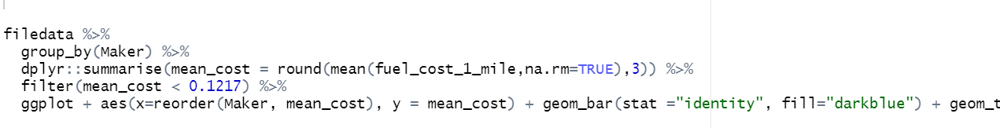 filedata %>%
group_by(Maker) %>%
dplyr::summarise(mean_cost = round(mean(fuel_cost_1_mile,na.rm=TRUE),3)) %>%
filter(mean_cost < 0.1217) %>%
ggplot + aes(x=reorder(Maker, mean_cost), y = mean_cost) + geom_bar(stat ="identity", fill="darkblue") + geom_t